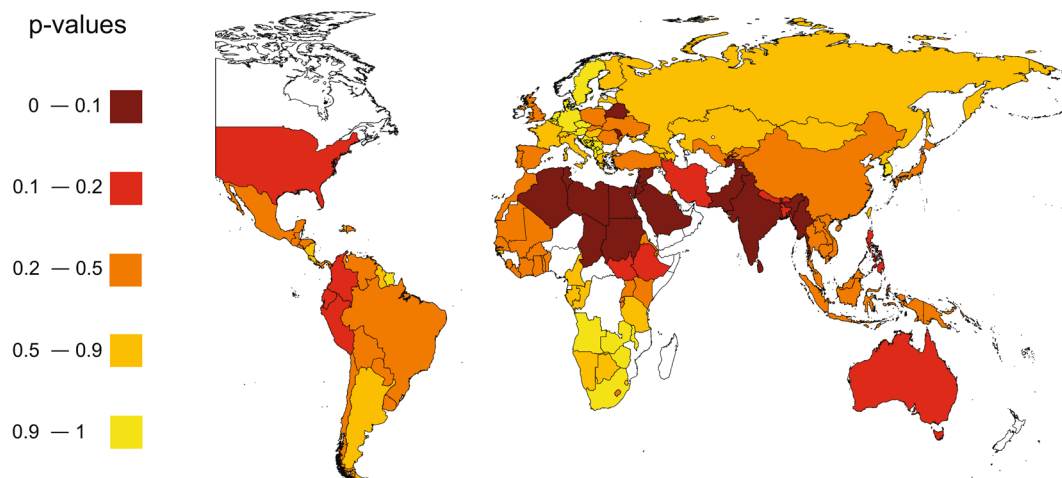 p-values
0 — 0.1
0.1 — 0.2
0.2 — 0.5
0.5 — 0.9
0.9 — 1